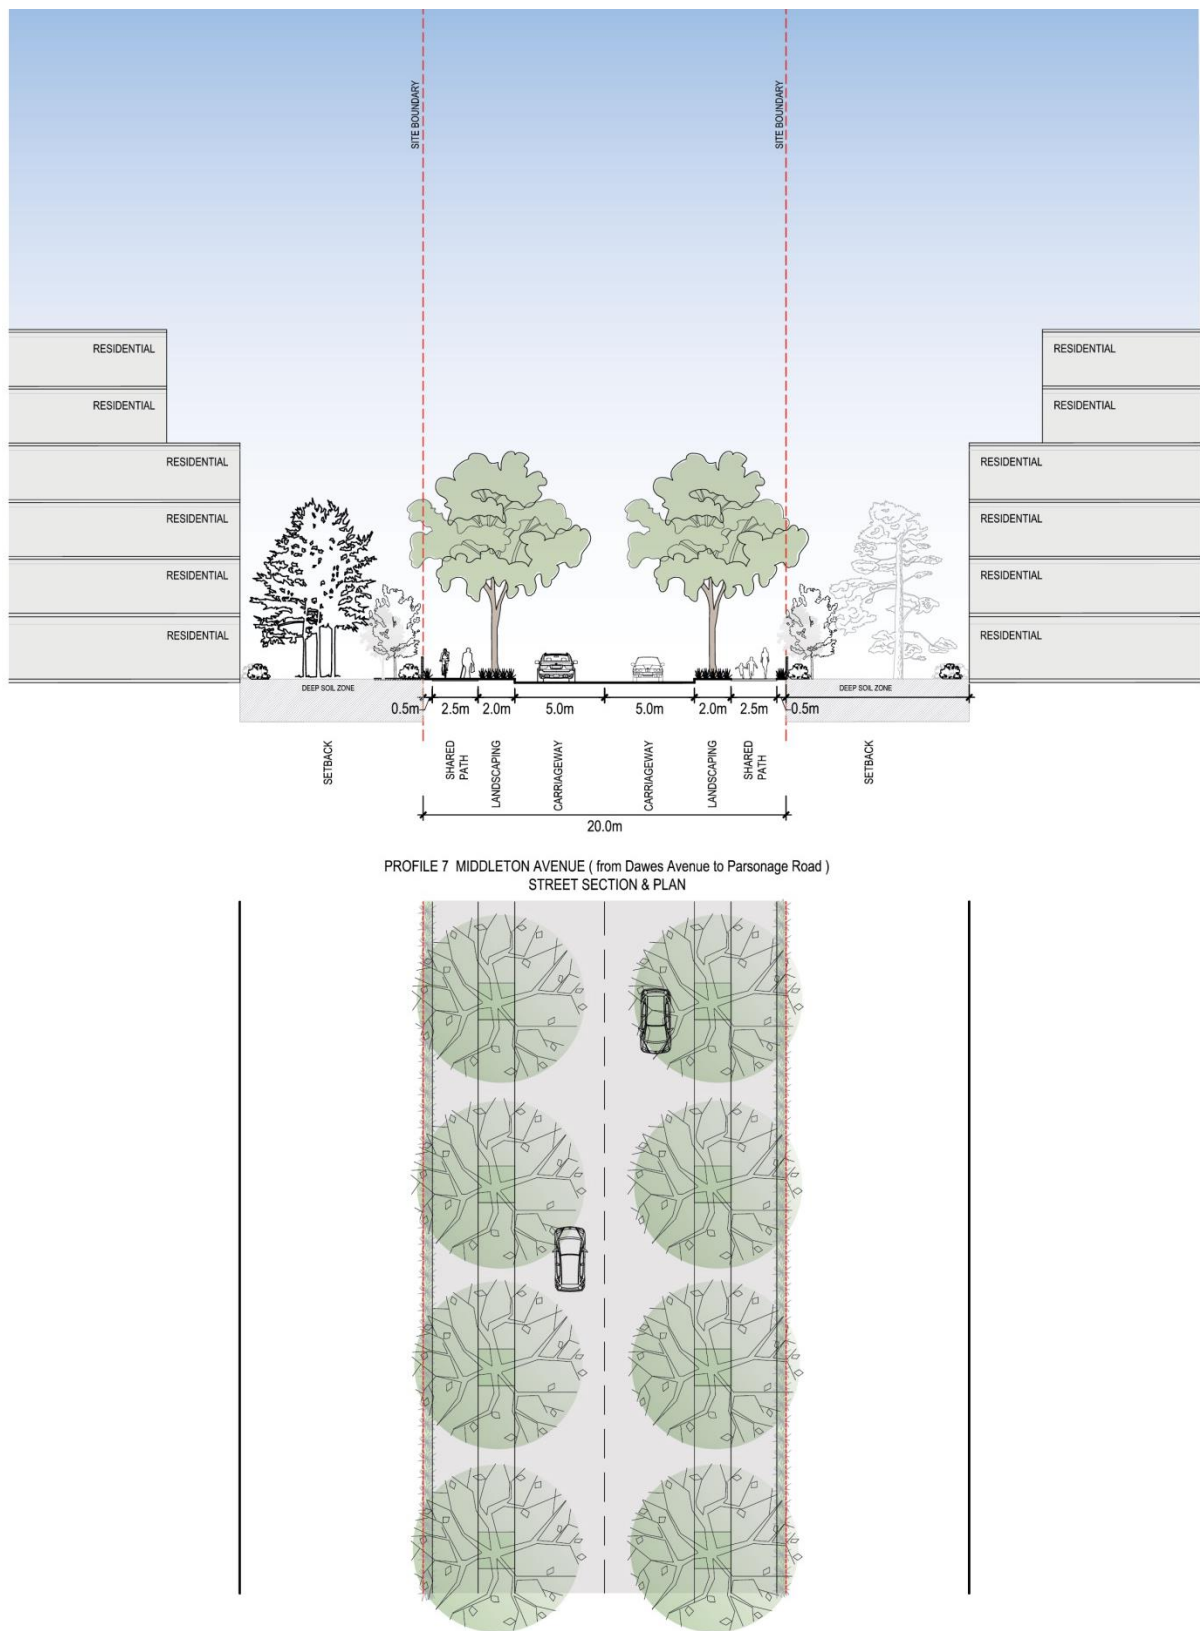 SITE BOUNDARY
SITE BOUNDARY
RESIDENTIAL
RESIDENTIAL
RESIDENTIAL
RESIDENTIAL
RESIDENTIAL
RESIDENTIAL
RESIDENTIAL
RESIDENTIAL
RESIDENTIAL
RESIDENTIAL
RESIDENTIAL
RESIDENTIAL
DEEP SOIL ZONE
DEEP SOIL ZONE
0.5m 2.5m 2.0m 5.0m 5.0m 2.0m 2.5m 0.5m
SETBACK
SHARED
PATH
LANDSCAPING
CARRIAGEWAY
CARRIAGEWAY
LANDSCAPING
SHARED
PATH
SETBACK
20.0m
PROFILE 7 MIDDLETON AVENUE ( from Dawes Avenue to Parsonage Road )
STREET SECTION & PLAN